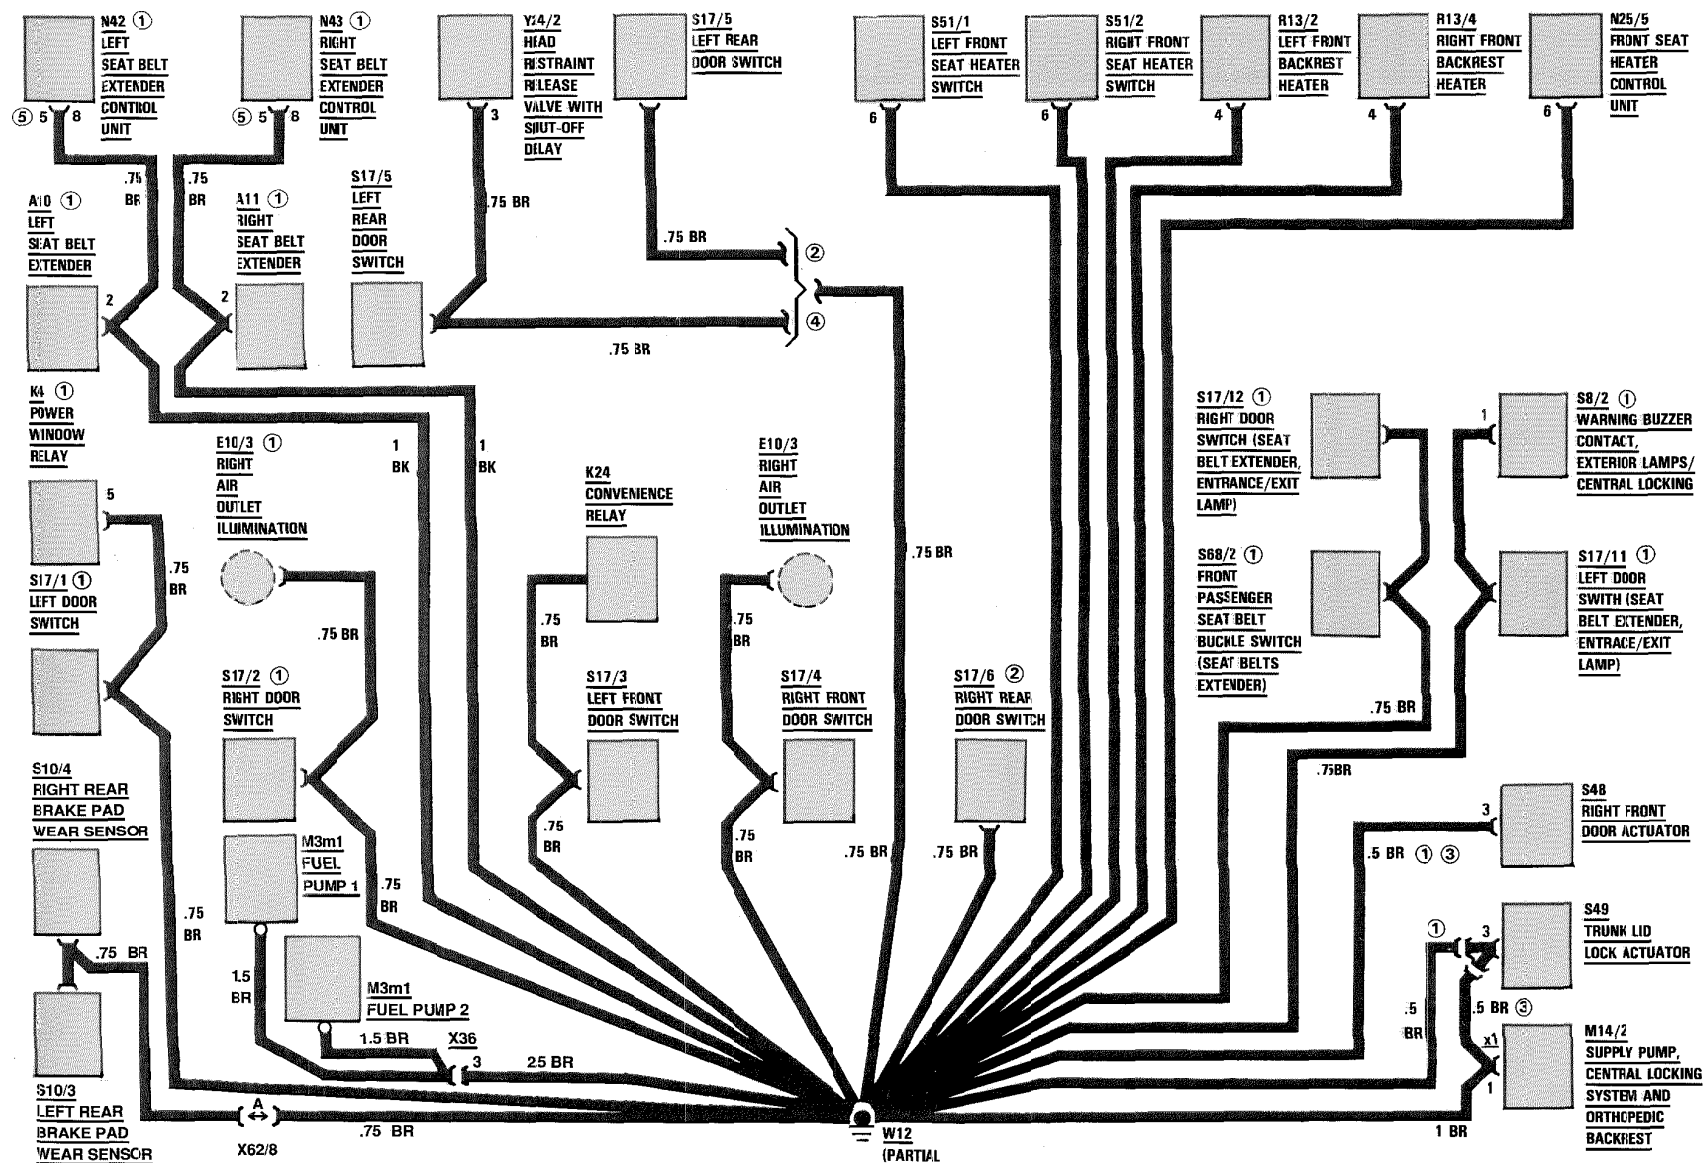 N42 ①
LEFT
SEAT BELT
EXTENDER
CONTROL
UNIT
⑤ 5 8
N43 ①
RIGHT
SEAT BELT
EXTENDER
CONTROL
UNIT
⑤ 5 8
Y24/2
HEAD
RESTRAINT
RELEASE
VALVE WITH
SHUT-OFF
DELAY
3
S17/5
LEFT REAR
DOOR SWITCH
S51/1
LEFT FRONT
SEAT HEATER
SWITCH
6
S51/2
RIGHT FRONT
SEAT HEATER
SWITCH
6
R13/2
LEFT FRONT
BACKREST
HEATER
4
R13/4
RIGHT FRONT
BACKREST
HEATER
4
N25/5
FRONT SEAT
HEATER
CONTROL
UNIT
6
.75
BR
.75
BR
A10 ①
LEFT
SEAT BELT
EXTENDER
2
A11 ①
RIGHT
SEAT BELT
EXTENDER
2
S17/5
LEFT
REAR
DOOR
SWITCH
.75 BR
.75 BR
②
④
.75 BR
K4 ①
POWER
WINDOW
RELAY
5
E10/3 ①
RIGHT
AIR
OUTLET
ILLUMINATION
1
BK
1
BK
K24
CONVENIENCE
RELAY
E10/3
RIGHT
AIR
OUTLET
ILLUMINATION
.75 BR
S17/12 ①
RIGHT DOOR
SWITCH (SEAT
BELT EXTENDER,
ENTRANCE/EXIT
LAMP)
1
S8/2 ①
WARNING BUZZER
CONTACT,
EXTERIOR LAMPS/
CENTRAL LOCKING
S68/2 ①
FRONT
PASSENGER
SEAT BELT
BUCKLE SWITCH
(SEAT BELTS
EXTENDER)
S17/11 ①
LEFT DOOR
SWITH (SEAT
BELT EXTENDER,
ENTRACE/EXIT
LAMP)
S17/1 ①
LEFT DOOR
SWITCH
.75
BR
.75 BR
.75
BR
.75
BR
S17/2 ①
RIGHT DOOR
SWITCH
S17/3
LEFT FRONT
DOOR SWITCH
S17/4
RIGHT FRONT
DOOR SWITCH
S17/6 ②
RIGHT REAR
DOOR SWITCH
.75 BR
.75BR
S10/4
RIGHT REAR
BRAKE PAD
WEAR SENSOR
M3m1
FUEL
PUMP 1
.75
BR
.75
BR
.75
BR
.75 BR
.75 BR
S48
RIGHT FRONT
DOOR ACTUATOR
3
.5 BR ① ③
.75
BR
.75 BR
1.5
BR
M3m1
FUEL PUMP 2
1.5 BR
X36
3
25 BR
①
3
S49
TRUNK LID
LOCK ACTUATOR
.5
BR
.5 BR ③
x1
1
M14/2
SUPPLY PUMP,
CENTRAL LOCKING
SYSTEM AND
ORTHOPEDIC
BACKREST
S10/3
LEFT REAR
BRAKE PAD
WEAR SENSOR
A
X62/8
.75 BR
W12
(PARTIAL
1 BR